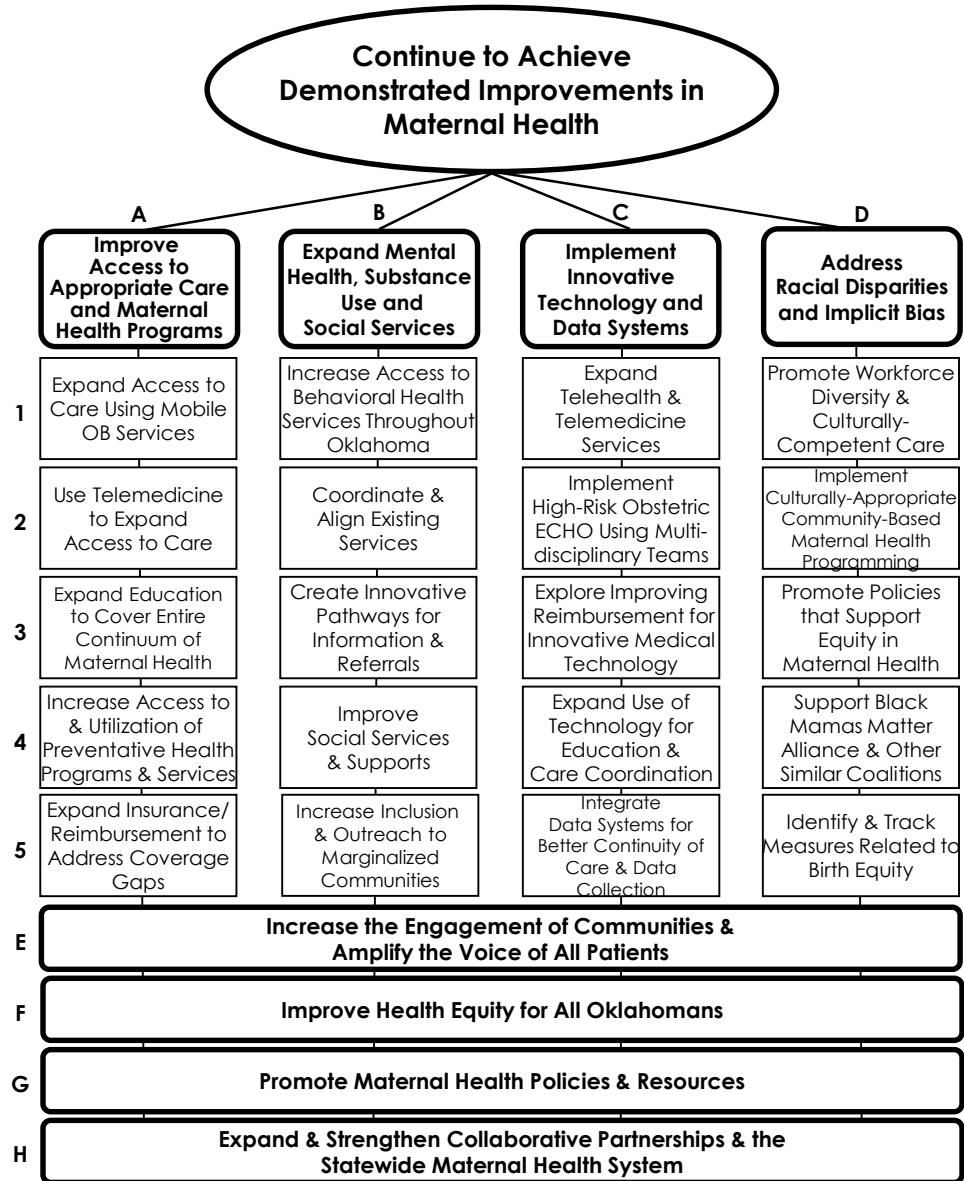 Continue to Achieve
Demonstrated Improvements in
Maternal Health
A
B
C
D
Improve
Access to
Appropriate Care
and Maternal
Health Programs
Expand Mental
Health, Substance
Use and
Social Services
Implement
Innovative
Technology and
Data Systems
Address
Racial Disparities
and Implicit Bias
1
Expand Access to
Care Using Mobile
OB Services
Increase Access to
Behavioral Health
Services Throughout
Oklahoma
Expand
Telehealth &
Telemedicine
Services
Promote Workforce
Diversity &
Culturally-
Competent Care
2
Use Telemedicine
to Expand
Access to Care
Coordinate &
Align Existing
Services
Implement
High-Risk Obstetric
ECHO Using Multi-
disciplinary Teams
Implement
Culturally-Appropriate
Community-Based
Maternal Health
Programming
3
Expand Education
to Cover Entire
Continuum of
Maternal Health
Create Innovative
Pathways for
Information &
Referrals
Explore Improving
Reimbursement for
Innovative Medical
Technology
Promote Policies
that Support
Equity in
Maternal Health
4
Increase Access to
& Utilization of
Preventative Health
Programs & Services
Improve
Social Services
& Supports
Expand Use of
Technology for
Education &
Care Coordination
Support Black
Mamas Matter
Alliance & Other
Similar Coalitions
5
Expand Insurance/
Reimbursement to
Address Coverage
Gaps
Increase Inclusion
& Outreach to
Marginalized
Communities
Integrate
Data Systems for
Better Continuity of
Care & Data
Collection
Identify & Track
Measures Related to
Birth Equity
E
Increase the Engagement of Communities &
Amplify the Voice of All Patients
F
Improve Health Equity for All Oklahomans
G
Promote Maternal Health Policies & Resources
H
Expand & Strengthen Collaborative Partnerships & the
Statewide Maternal Health System